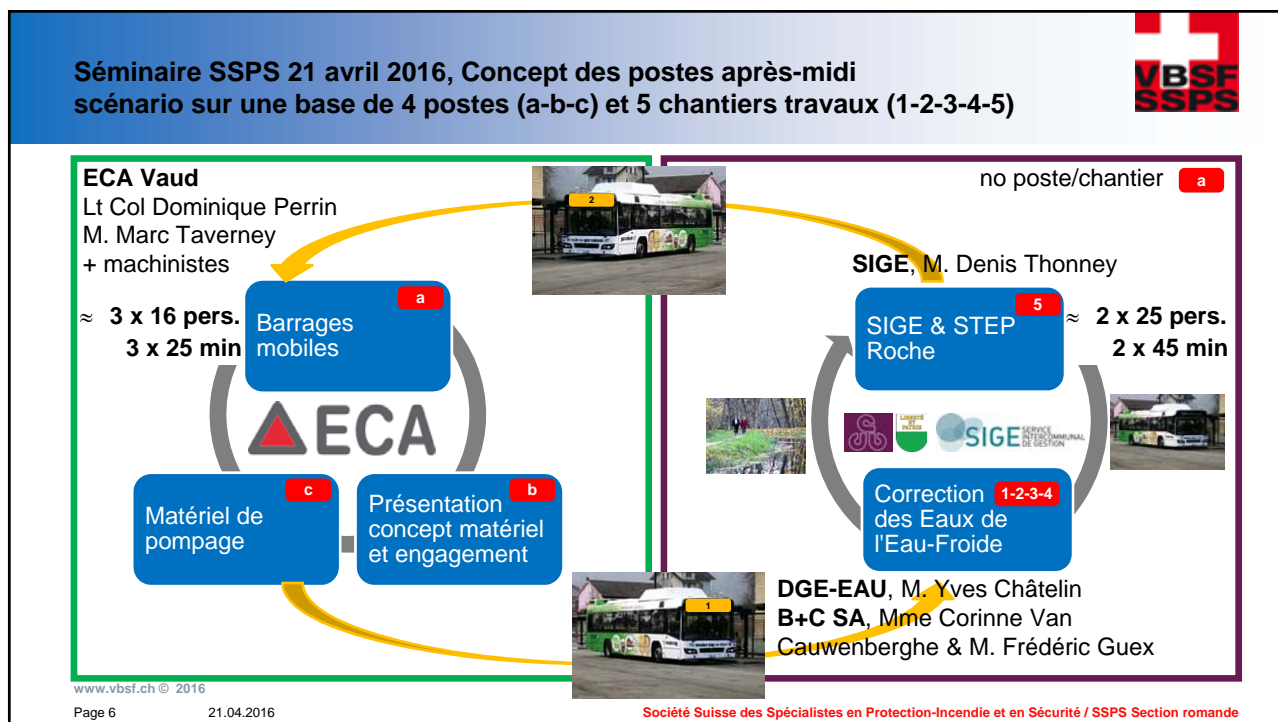 Séminaire SSPS 21 avril 2016, Concept des postes après-midi
scénario sur une base de 4 postes (a-b-c) et 5 chantiers travaux (1-2-3-4-5)
VBSF
SSPS
ECA Vaud
Lt Col Dominique Perrin
M. Marc Taverney
+ machinistes
≈ 3 x 16 pers.
3 x 25 min
a
Barrages
mobiles
ECA
c
Matériel de
pompage
b
Présentation
concept matériel
et engagement
2
1
no poste/chantier a
SIGE, M. Denis Thonney
5
SIGE & STEP
Roche
≈ 2 x 25 pers.
2 x 45 min
LIBERTÉ
ET
PATRIE
SIGE SERVICE
INTERCOMMUNAL
DE GESTION
1-2-3-4
Correction
des Eaux de
l'Eau-Froide
DGE-EAU, M. Yves Châtelin
B+C SA, Mme Corinne Van
Cauwenberghe & M. Frédéric Guex
www.vbsf.ch © 2016
Page 6 21.04.2016
Société Suisse des Spécialistes en Protection-Incendie et en Sécurité / SSPS Section romande